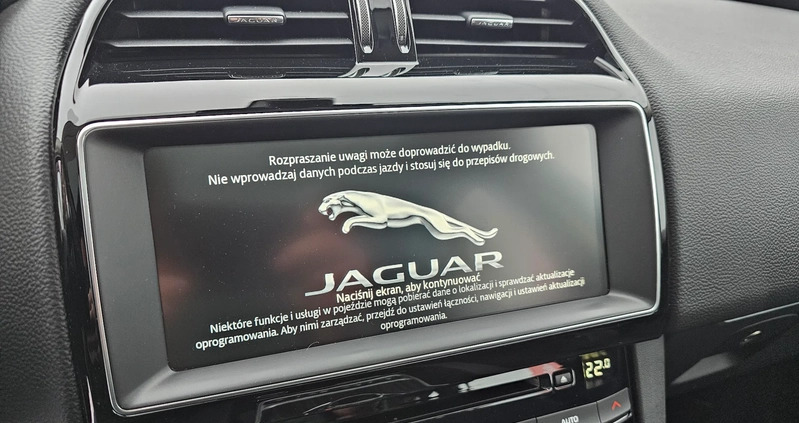 JAGUAR
JAGUAR
Rozpraszanie uwagi może doprowadzić do wypadku.
Nie wprowadzaj danych podczas jazdy i stosuj się do przepisów drogowych.
JAGUAR
Naciśnij ekran, aby kontynuować
Niektóre funkcje i usługi w pojeździe mogą pobierać dane o lokalizacji i sprawdzać aktualizacje
oprogramowania. Aby nimi zarządzać, przejdź do ustawień łączności, nawigacji i ustawień aktualizacji
oprogramowania.
22.0
AUTO